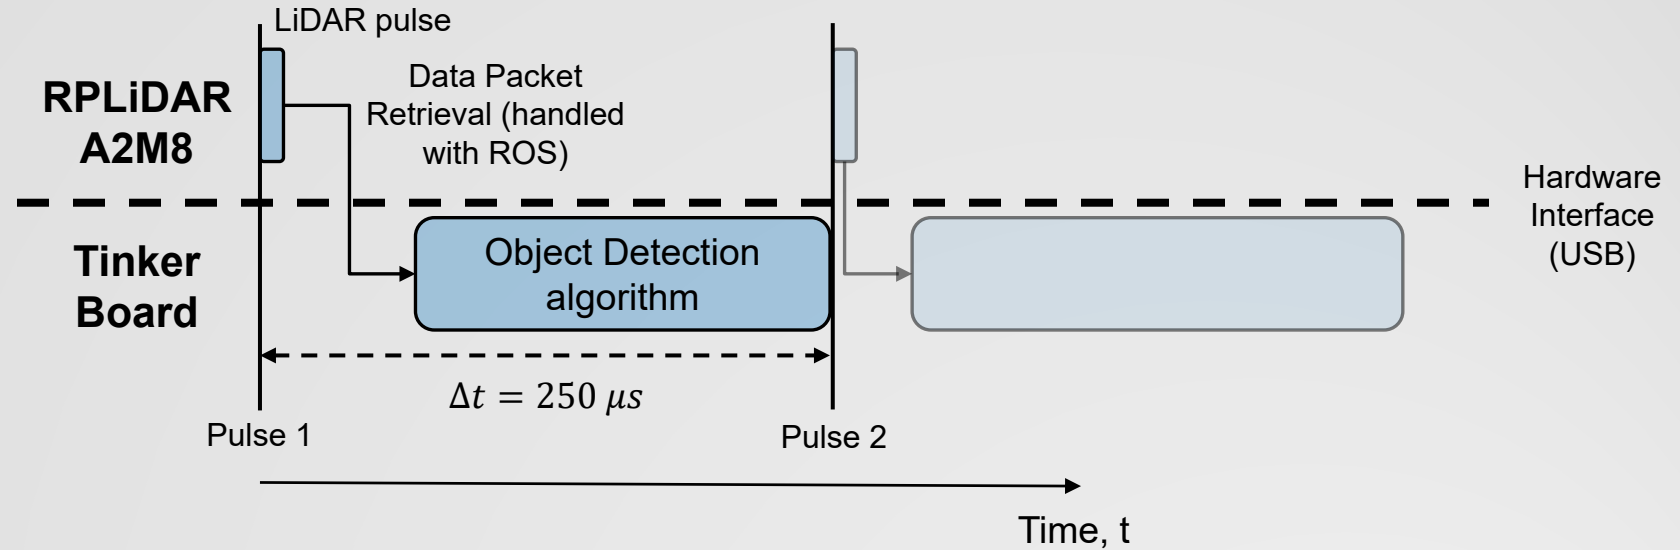 LiDAR pulse
RPLiDAR
A2M8
Data Packet
Retrieval (handled
with ROS)
Hardware
Interface
(USB)
Tinker
Board
Object Detection
algorithm
Δt = 250 μs
Pulse 1
Pulse 2
Time, t